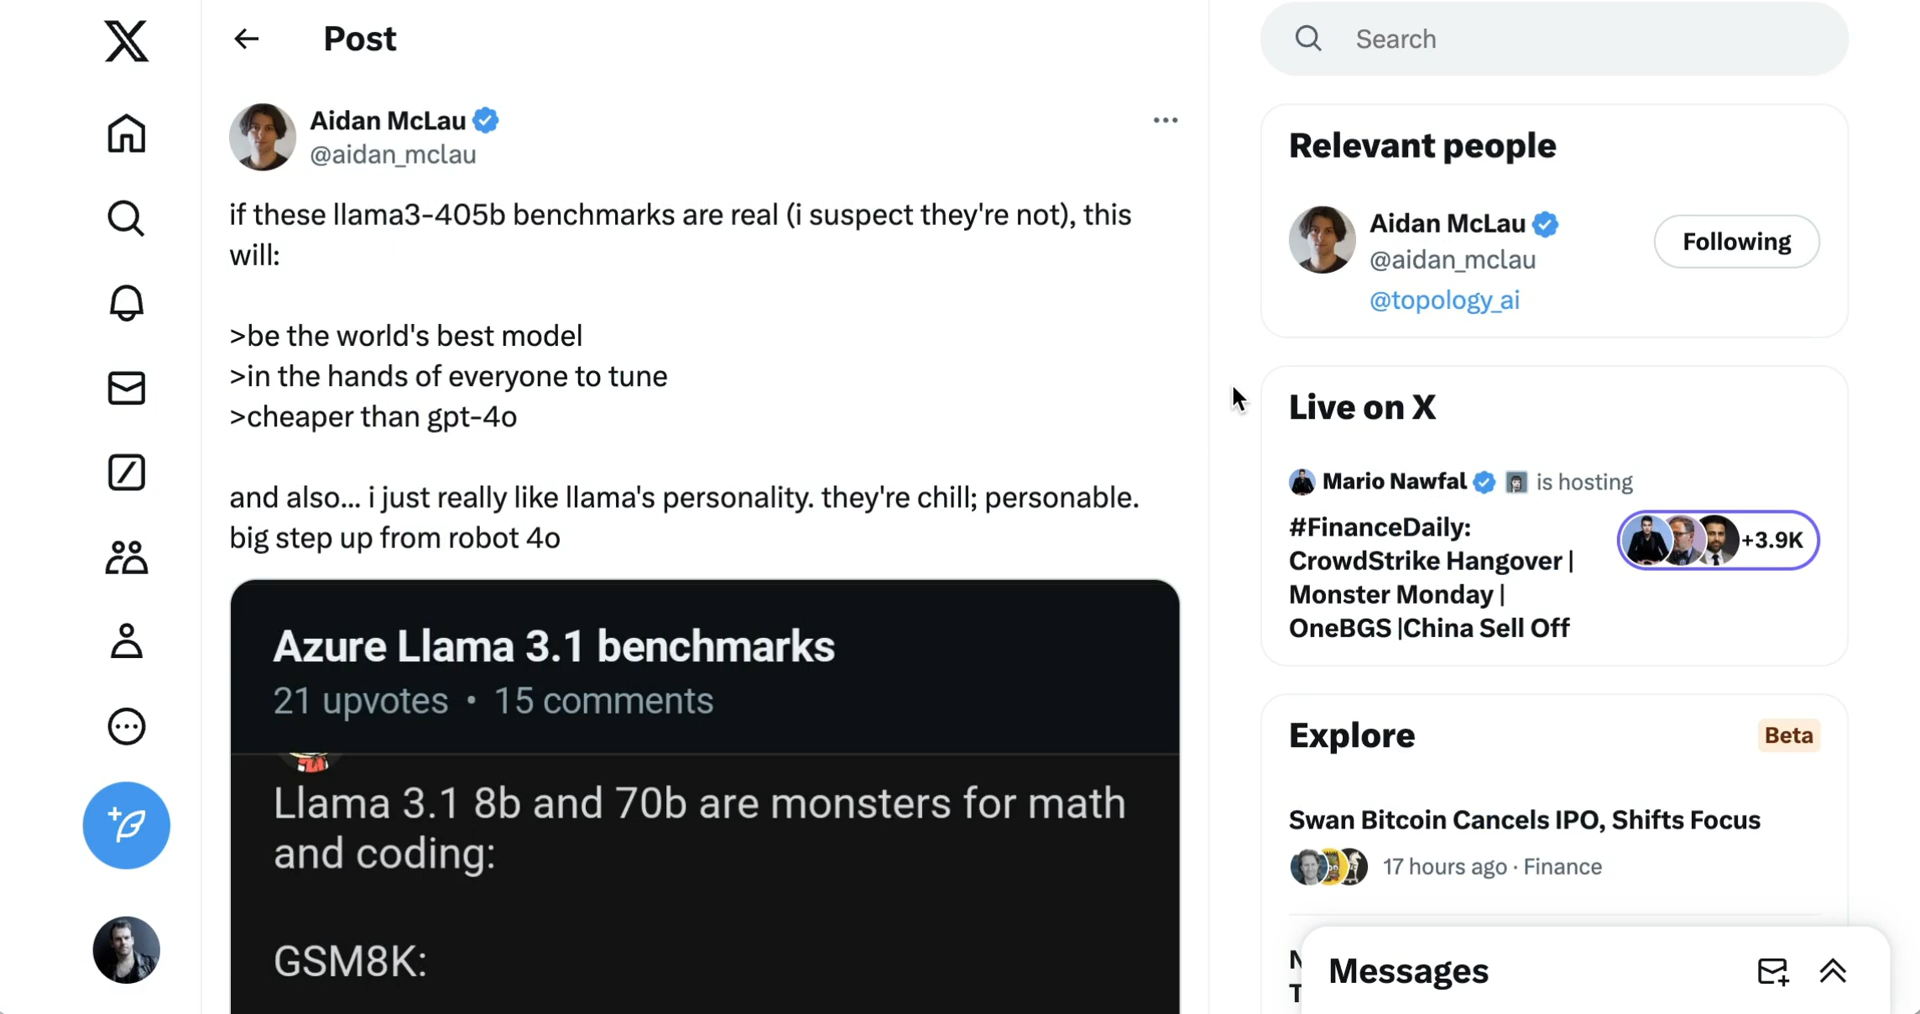 Post
Aidan McLau
@aidan_mclau
if these llama3-405b benchmarks are real (i suspect they're not), this
will:
>be the world's best model
>in the hands of everyone to tune
>cheaper than gpt-4o
and also... i just really like llama's personality. they're chill; personable.
big step up from robot 4o
Azure Llama 3.1 benchmarks
21 upvotes • 15 comments
Llama 3.1 8b and 70b are monsters for math
and coding:
GSM8K:
Search
Relevant people
Aidan McLau
@aidan_mclau
Following
@topology_ai
Live on X
Mario Nawfal is hosting
#FinanceDaily:
CrowdStrike Hangover |
Monster Monday |
OneBGS |China Sell Off
+3.9K
Explore
Beta
Swan Bitcoin Cancels IPO, Shifts Focus
17 hours ago · Finance
Messages